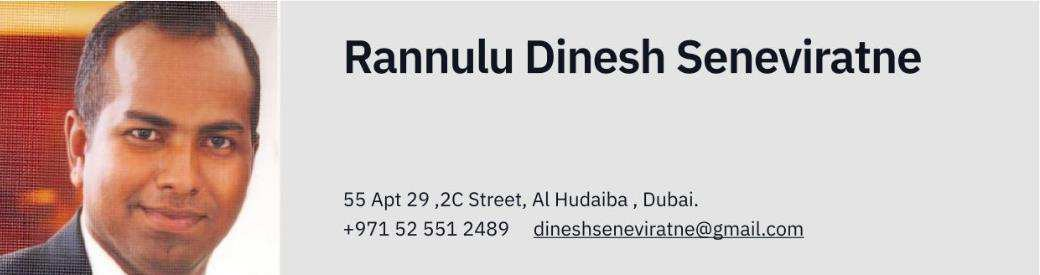 Rannulu Dinesh Seneviratne
55 Apt 29 ,2C Street, Al Hudaiba , Dubai.
+971 52 551 2489 dineshseneviratne@gmail.com